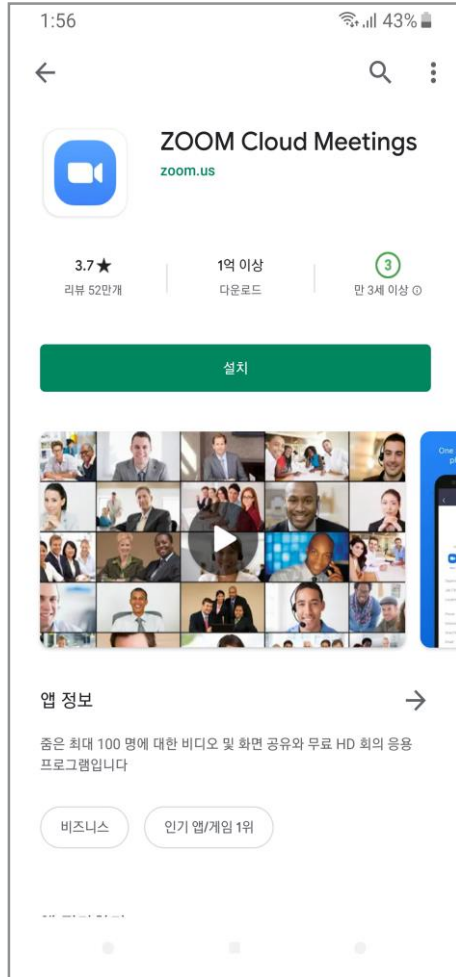 1:56
43%
ZOOM Cloud Meetings
zoom.us
3.7★
리뷰 52만개
1억 이상
다운로드
3
만 3세 이상
설치
One
앱 정보
줌은 최대 100 명에 대한 비디오 및 화면 공유와 무료 HD 회의 응용
프로그램입니다
비즈니스
인기 앱/게임 1위